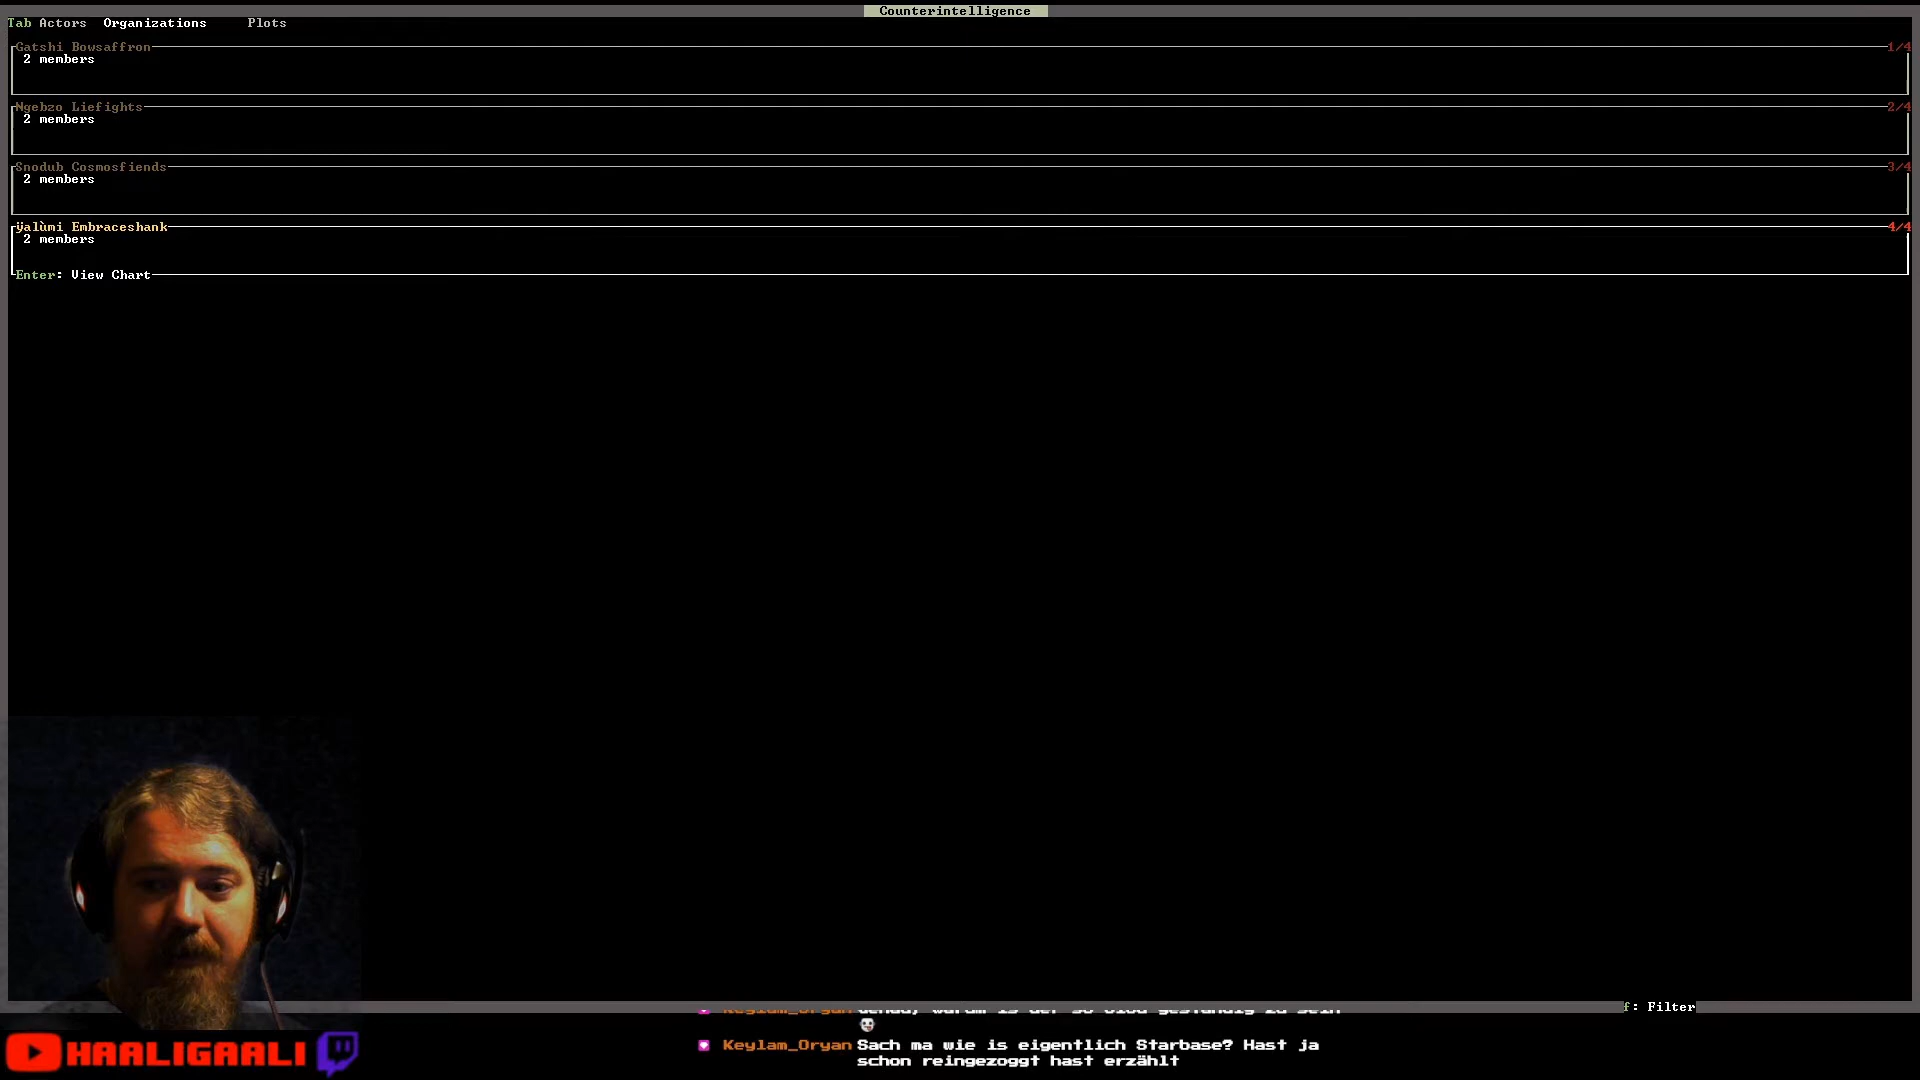 Counterintelligence
Tab Actors Organizations Plots
Gatshi Bowsaffron 1/4
2 members
Ngebzo Liefights 2/4
2 members
Snodub Cosmosfiends 3/4
2 members
ÿalùmi Embraceshank 4/4
2 members
Enter: View Chart
f: Filter
Keylam_Oryan
Keylam_Oryan Sach ma wie is eigentlich Starbase? Hast ja
schon reingezoggt hast erzählt
HAALIGAALI